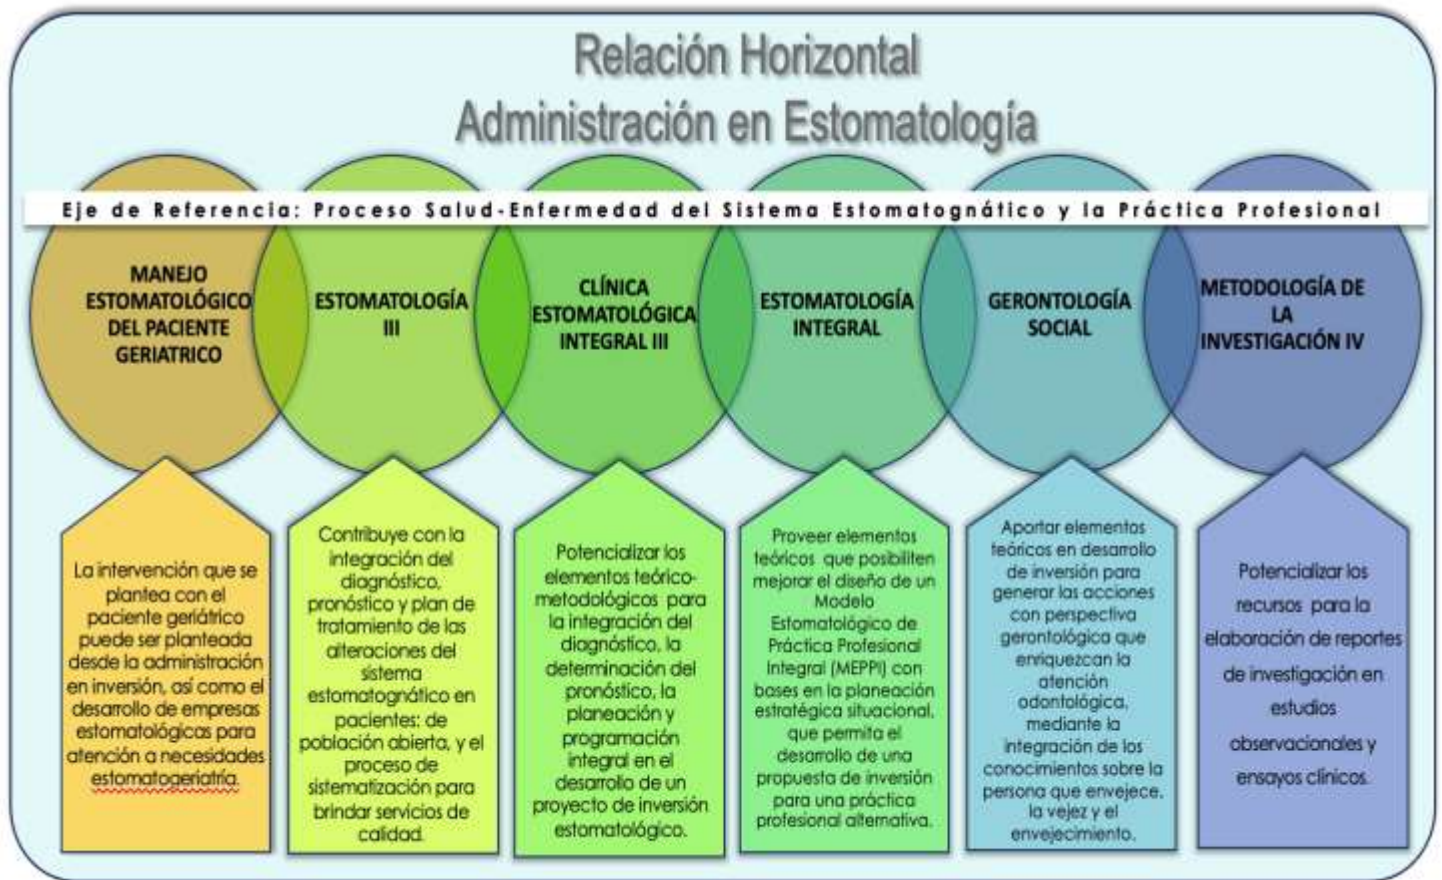 Relación Horizontal
Administración en Estomatología
Eje de Referencia: Proceso Salud-Enfermedad del Sistema Estomatognático y la Práctica Profesional
MANEJO
ESTOMATOLÓGICO
DEL PACIENTE
GERIATRICO
ESTOMATOLOGÍA
III
CLÍNICA
ESTOMATOLÓGICA
INTEGRAL III
ESTOMATOLOGÍA
INTEGRAL
GERONTOLOGÍA
SOCIAL
METODOLOGÍA DE
LA
INVESTIGACIÓN IV
La intervención que se
plantea con el
paciente geriátrico
puede ser planteada
desde la administración
en inversión, así como el
desarrollo de empresas
estomatológicas para
atención a necesidades
estomatogeriatría.
Contribuye con la
integración del
diagnóstico,
pronóstico y plan de
tratamiento de las
alteraciones del
sistema
estomatognático en
pacientes: de
población abierta, y el
proceso de
sistematización para
brindar servicios de
calidad.
Potencializar los
elementos teórico-
metodológicos para
la integración del
diagnóstico, la
determinación del
pronóstico, la
planeación y
programación
integral en el
desarrollo de un
proyecto de inversión
estomatológico.
Proveer elementos
teóricos que posibiliten
mejorar el diseño de un
Modelo
Estomatológico de
Práctica Profesional
Integral (MEPPI) con
bases en la planeación
estratégica situacional,
que permita el
desarrollo de una
propuesta de inversión
para una práctica
profesional alternativa.
Aportar elementos
teóricos en desarrollo
de inversión para
generar las acciones
con perspectiva
gerontológica que
enriquezcan la
atención
odontológica,
mediante la
integración de los
conocimientos sobre la
persona que envejece,
la vejez y el
envejecimiento.
Potencializar los
recursos para la
elaboración de reportes
de investigación en
estudios
observacionales y
ensayos clínicos.